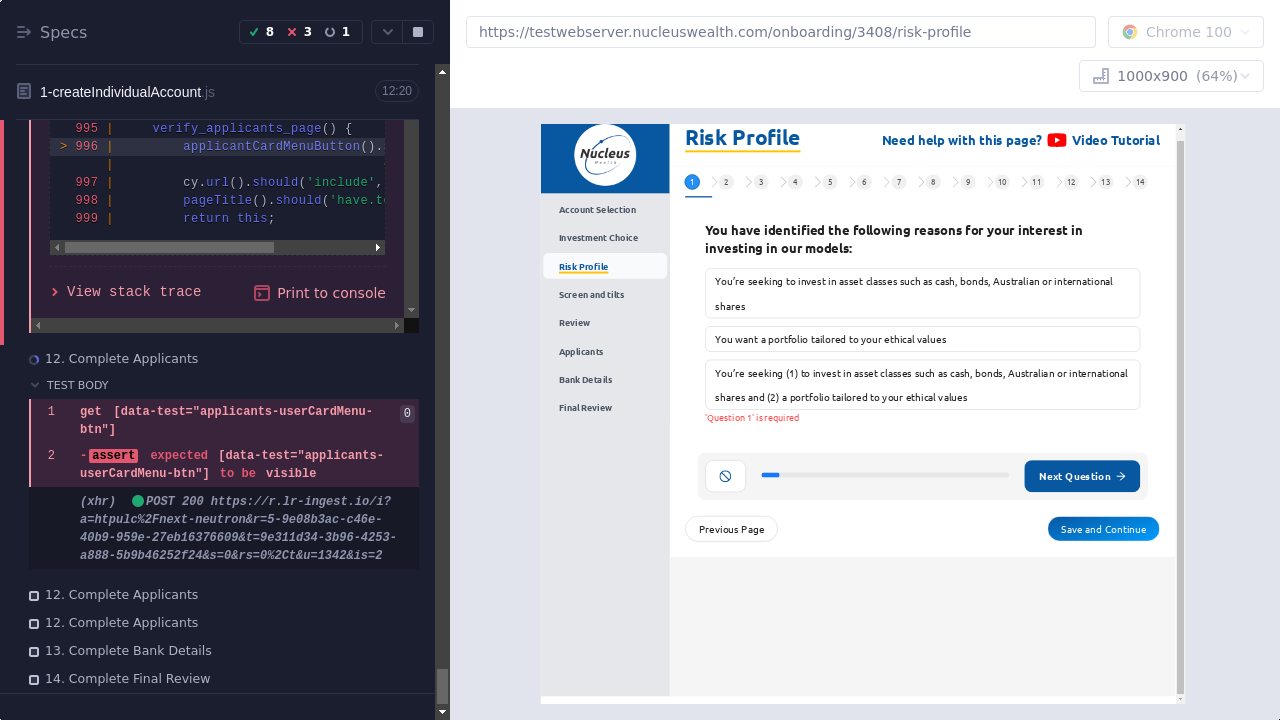 Specs
8
3
1
1-createIndividualAccount.js
12:20
995 | verify_applicants_page() {
> 996 | applicantCardMenuButton().
|
997 | cy.url().should('include',
998 | pageTitle().should('have.te
999 | return this;
View stack trace
Print to console
12. Complete Applicants
TEST BODY
1 get [data-test="applicants-userCardMenu-
btn"]
0
2 -assert expected [data-test="applicants-
userCardMenu-btn"] to be visible
(xhr) POST 200 https://r.lr-ingest.io/i?
a=htpulc%2Fnext-neutron&r=5-9e08b3ac-c46e-
40b9-959e-27eb16376609&t=9e311d34-3b96-4253-
a888-5b9b46252f24&s=0&rs=0%2Ct&u=1342&is=2
12. Complete Applicants
12. Complete Applicants
13. Complete Bank Details
14. Complete Final Review
https://testwebserver.nucleuswealth.com/onboarding/3408/risk-profile
Chrome 100
1000x900 (64%)
Nucleus
Wealth
Account Selection
Investment Choice
Risk Profile
Screen and tilts
Review
Applicants
Bank Details
Final Review
Risk Profile
Need help with this page?
Video Tutorial
1 2 3 4 5 6 7 8 9 10 11 12 13 14
You have identified the following reasons for your interest in
investing in our models:
You’re seeking to invest in asset classes such as cash, bonds, Australian or international
shares
You want a portfolio tailored to your ethical values
You’re seeking (1) to invest in asset classes such as cash, bonds, Australian or international
shares and (2) a portfolio tailored to your ethical values
'Question 1' is required
Next Question
Previous Page
Save and Continue